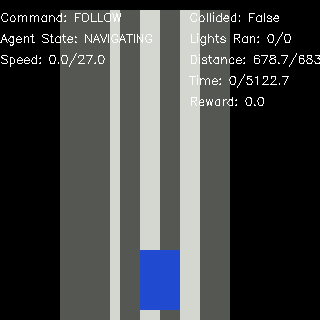 Command: FOLLOW
Agent State: NAVIGATING
Speed: 0.0/27.0
Collided: False
Lights Ran: 0/0
Distance: 678.7/683
Time: 0/5122.7
Reward: 0.0